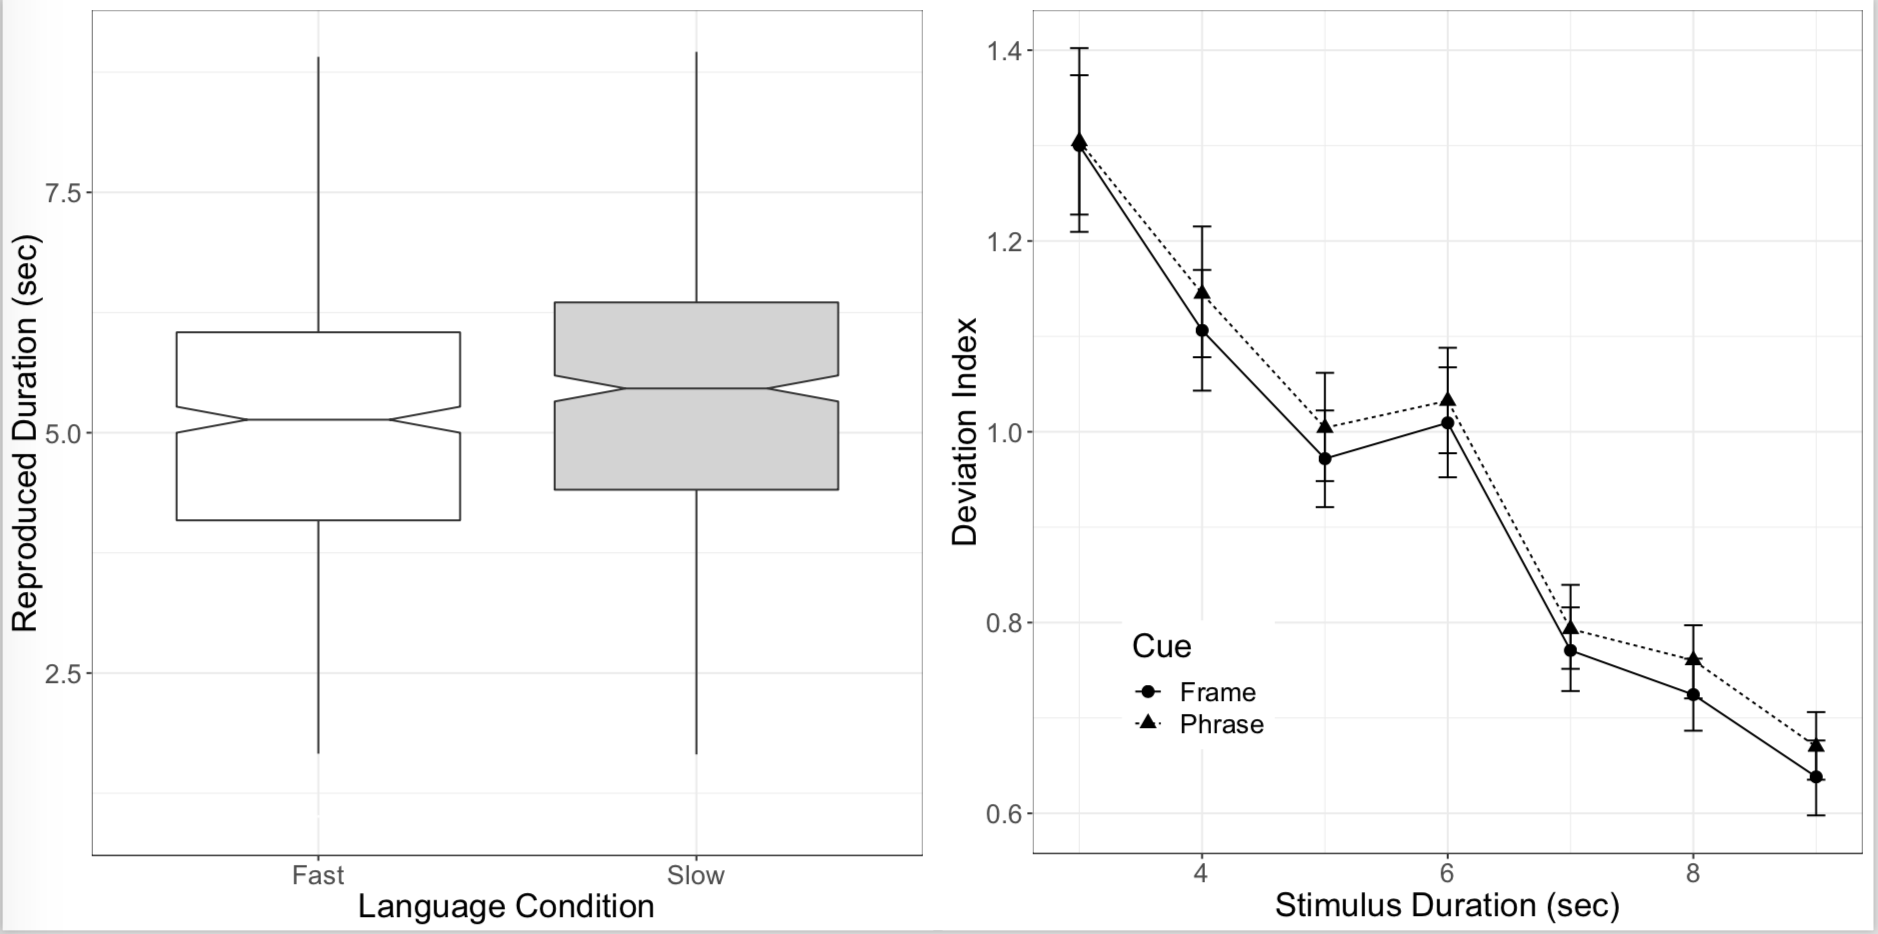 Reproduced Duration (sec)
7.5
5.0
2.5
Fast
Slow
Language Condition
Deviation Index
1.4
1.2
1.0
0.8
0.6
Cue
Frame
Phrase
4
6
8
Stimulus Duration (sec)